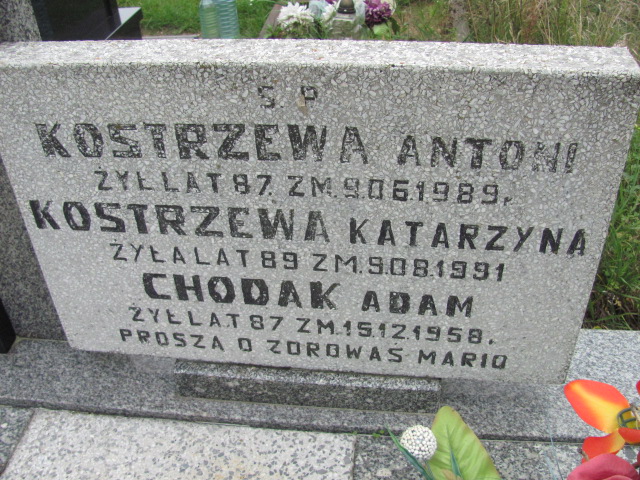 Ś.P
KOSTRZEWA ANTONI
ŻYŁ LAT 87. ZM. 9.06.1989r.
KOSTRZEWA KATARZYNA
ŻYŁA LAT 89 ZM. 9.08.1991
CHODAK ADAM
ŻYŁ LAT 87 ZM. 15.12.1958.
PROSZĄ O ZDROWAŚ MARIO